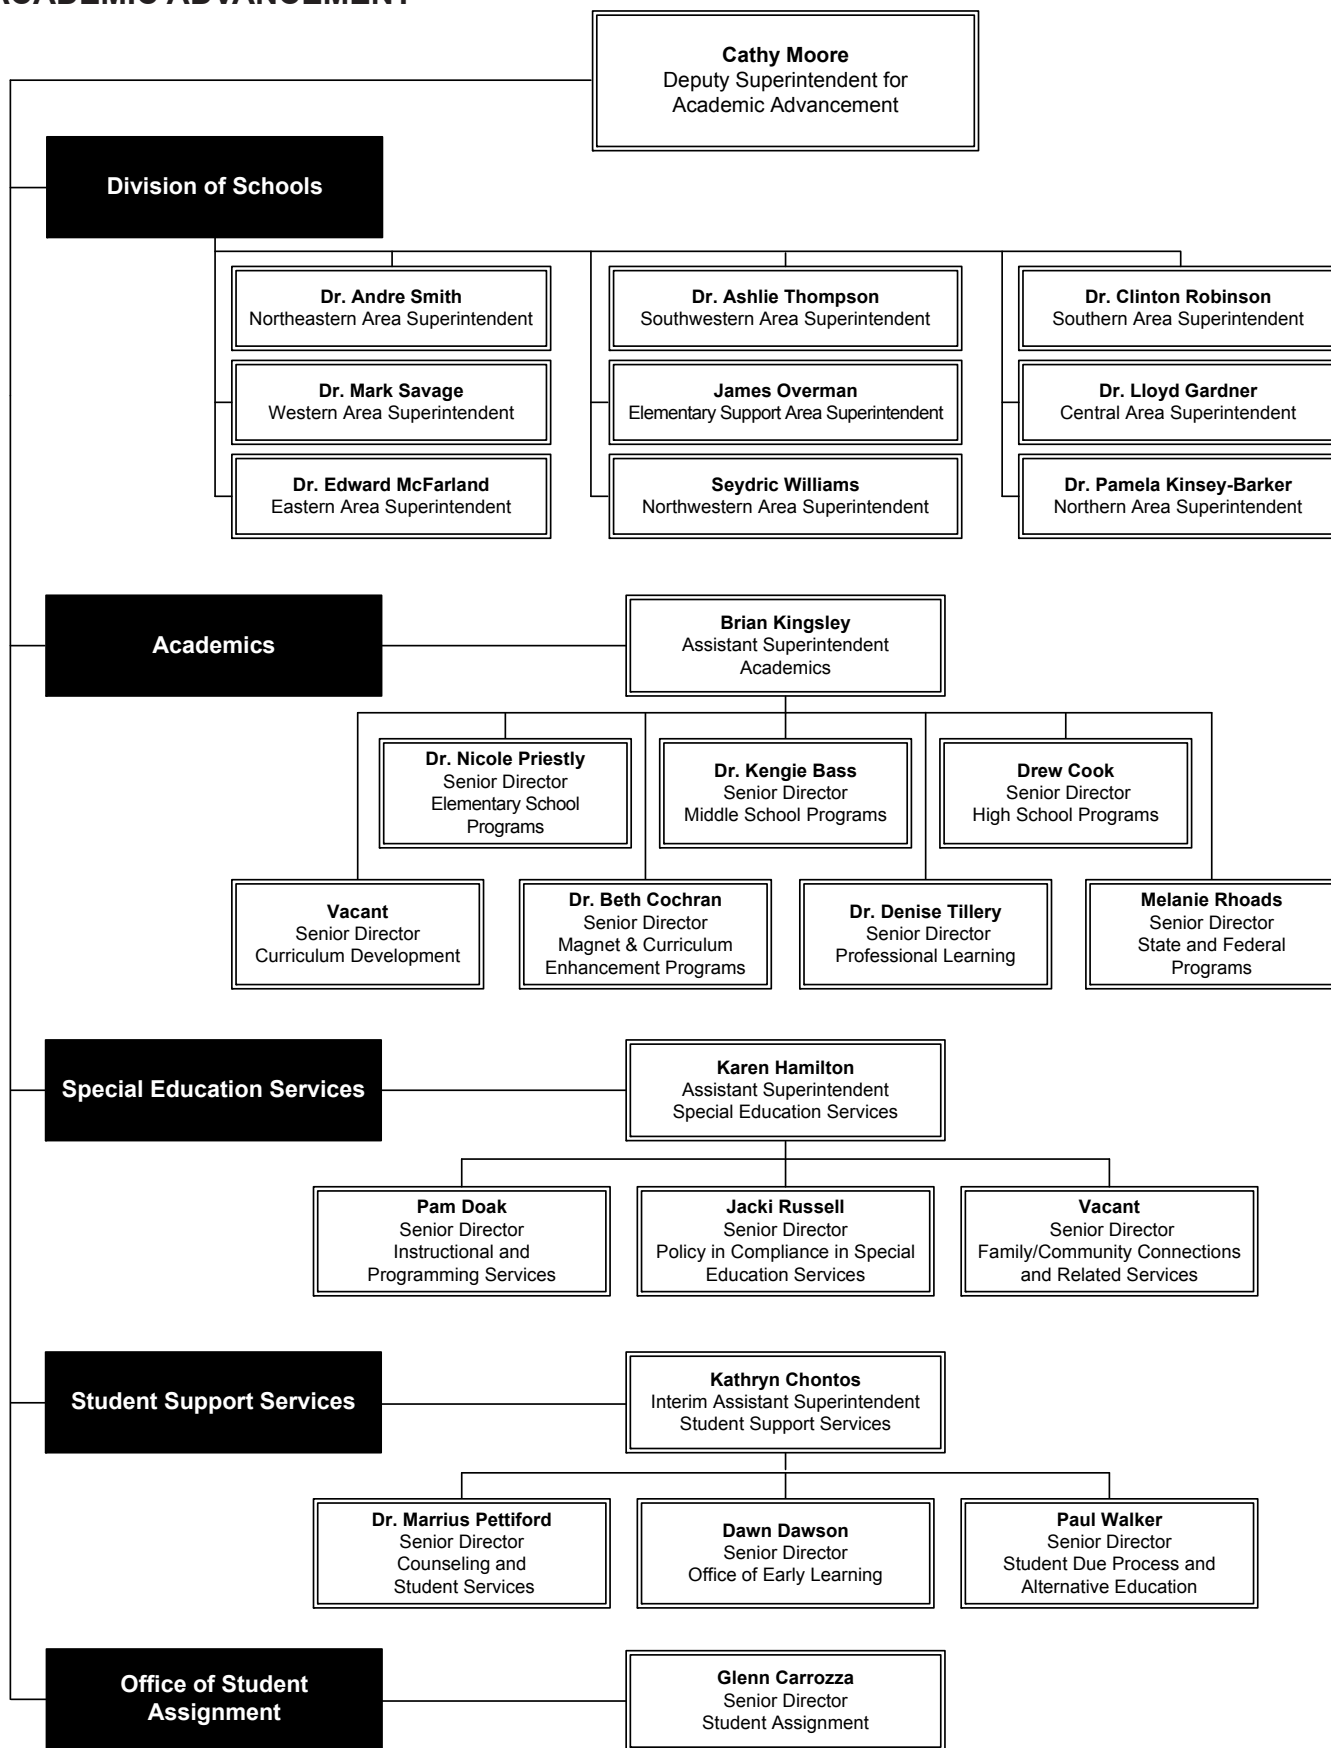 ACADEMIC ADVANCEMENT
Cathy Moore
Deputy Superintendent for
Academic Advancement
Division of Schools
Dr. Andre Smith
Northeastern Area Superintendent
Dr. Ashlie Thompson
Southwestern Area Superintendent
Dr. Clinton Robinson
Southern Area Superintendent
Dr. Mark Savage
Western Area Superintendent
James Overman
Elementary Support Area Superintendent
Dr. Lloyd Gardner
Central Area Superintendent
Dr. Edward McFarland
Eastern Area Superintendent
Seydric Williams
Northwestern Area Superintendent
Dr. Pamela Kinsey-Barker
Northern Area Superintendent
Academics
Brian Kingsley
Assistant Superintendent
Academics
Dr. Nicole Priestly
Senior Director
Elementary School
Programs
Dr. Kengie Bass
Senior Director
Middle School Programs
Drew Cook
Senior Director
High School Programs
Vacant
Senior Director
Curriculum Development
Dr. Beth Cochran
Senior Director
Magnet & Curriculum
Enhancement Programs
Dr. Denise Tillery
Senior Director
Professional Learning
Melanie Rhoads
Senior Director
State and Federal
Programs
Special Education Services
Karen Hamilton
Assistant Superintendent
Special Education Services
Pam Doak
Senior Director
Instructional and
Programming Services
Jacki Russell
Senior Director
Policy in Compliance in Special
Education Services
Vacant
Senior Director
Family/Community Connections
and Related Services
Student Support Services
Kathryn Chontos
Interim Assistant Superintendent
Student Support Services
Dr. Marrius Pettiford
Senior Director
Counseling and
Student Services
Dawn Dawson
Senior Director
Office of Early Learning
Paul Walker
Senior Director
Student Due Process and
Alternative Education
Office of Student
Assignment
Glenn Carrozza
Senior Director
Student Assignment